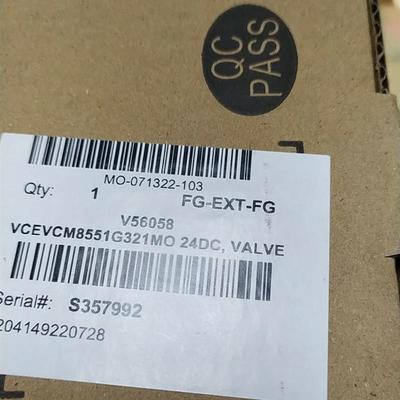 QC
PASS
MO-071322-103
Qty: 1 FG-EXT-FG
V56058
VCEVCM8551G321MO 24DC, VALVE
Serial#: S357992
204149220728